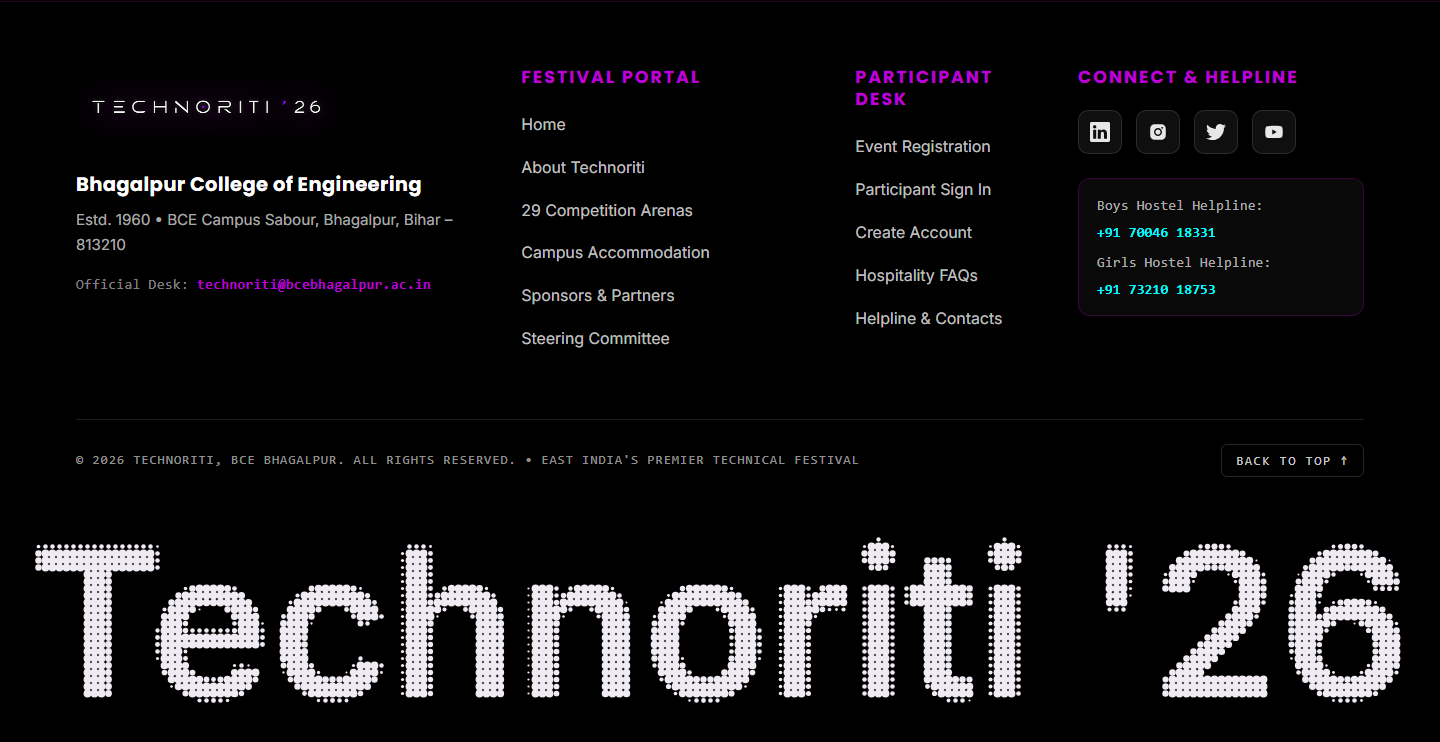 TECHNORITI '26
Bhagalpur College of Engineering
Estd. 1960 • BCE Campus Sabour, Bhagalpur, Bihar –
813210
Official Desk: technoriti@bcebhagalpur.ac.in
FESTIVAL PORTAL
Home
About Technoriti
29 Competition Arenas
Campus Accommodation
Sponsors & Partners
Steering Committee
PARTICIPANT
DESK
Event Registration
Participant Sign In
Create Account
Hospitality FAQs
Helpline & Contacts
CONNECT & HELPLINE
in
Boys Hostel Helpline:
+91 70046 18331
Girls Hostel Helpline:
+91 73210 18753
© 2026 TECHNORITI, BCE BHAGALPUR. ALL RIGHTS RESERVED. • EAST INDIA'S PREMIER TECHNICAL FESTIVAL
BACK TO TOP ↑
Technoriti '26